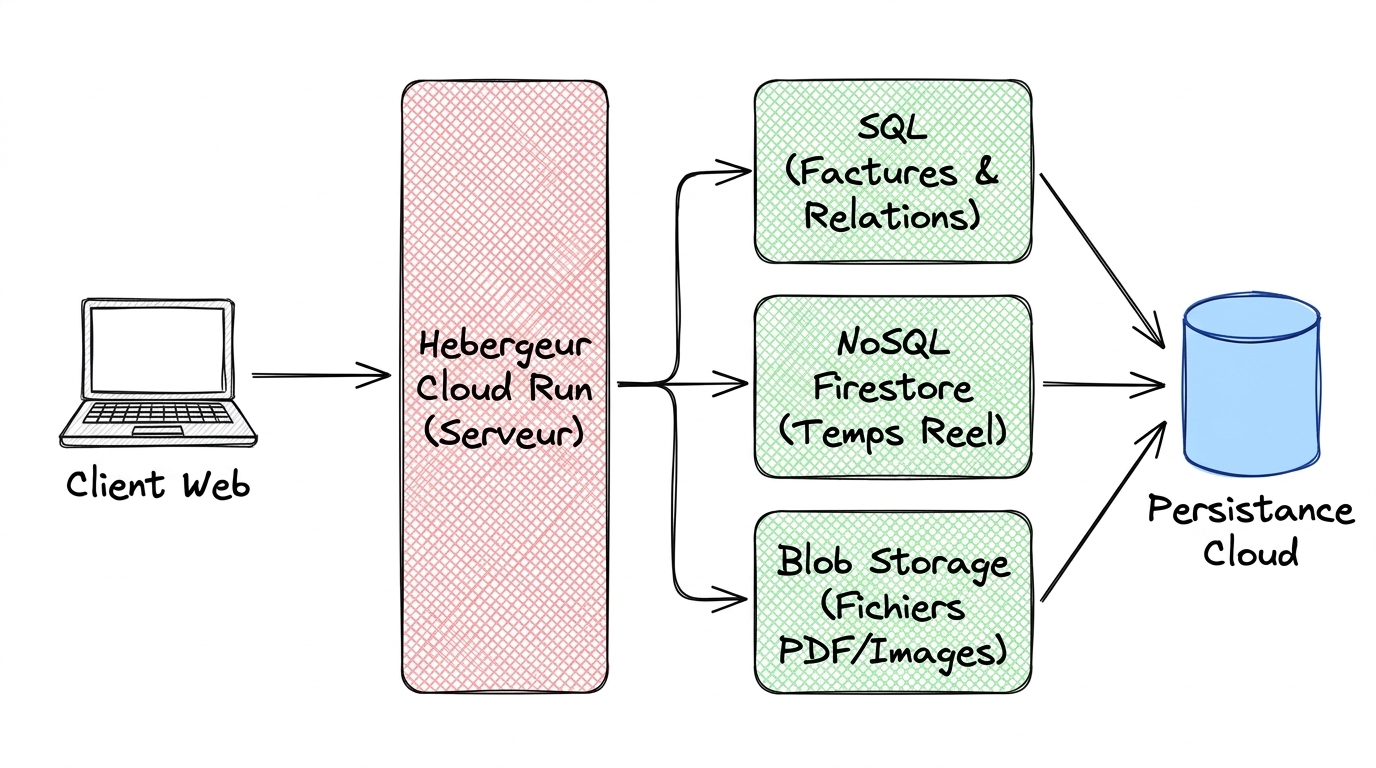 Client Web
Hebergeur
Cloud Run
(Serveur)
SQL
(Factures &
Relations)
NoSQL
Firestore
(Temps Reel)
Blob Storage
(Fichiers
PDF/Images)
Persistance
Cloud